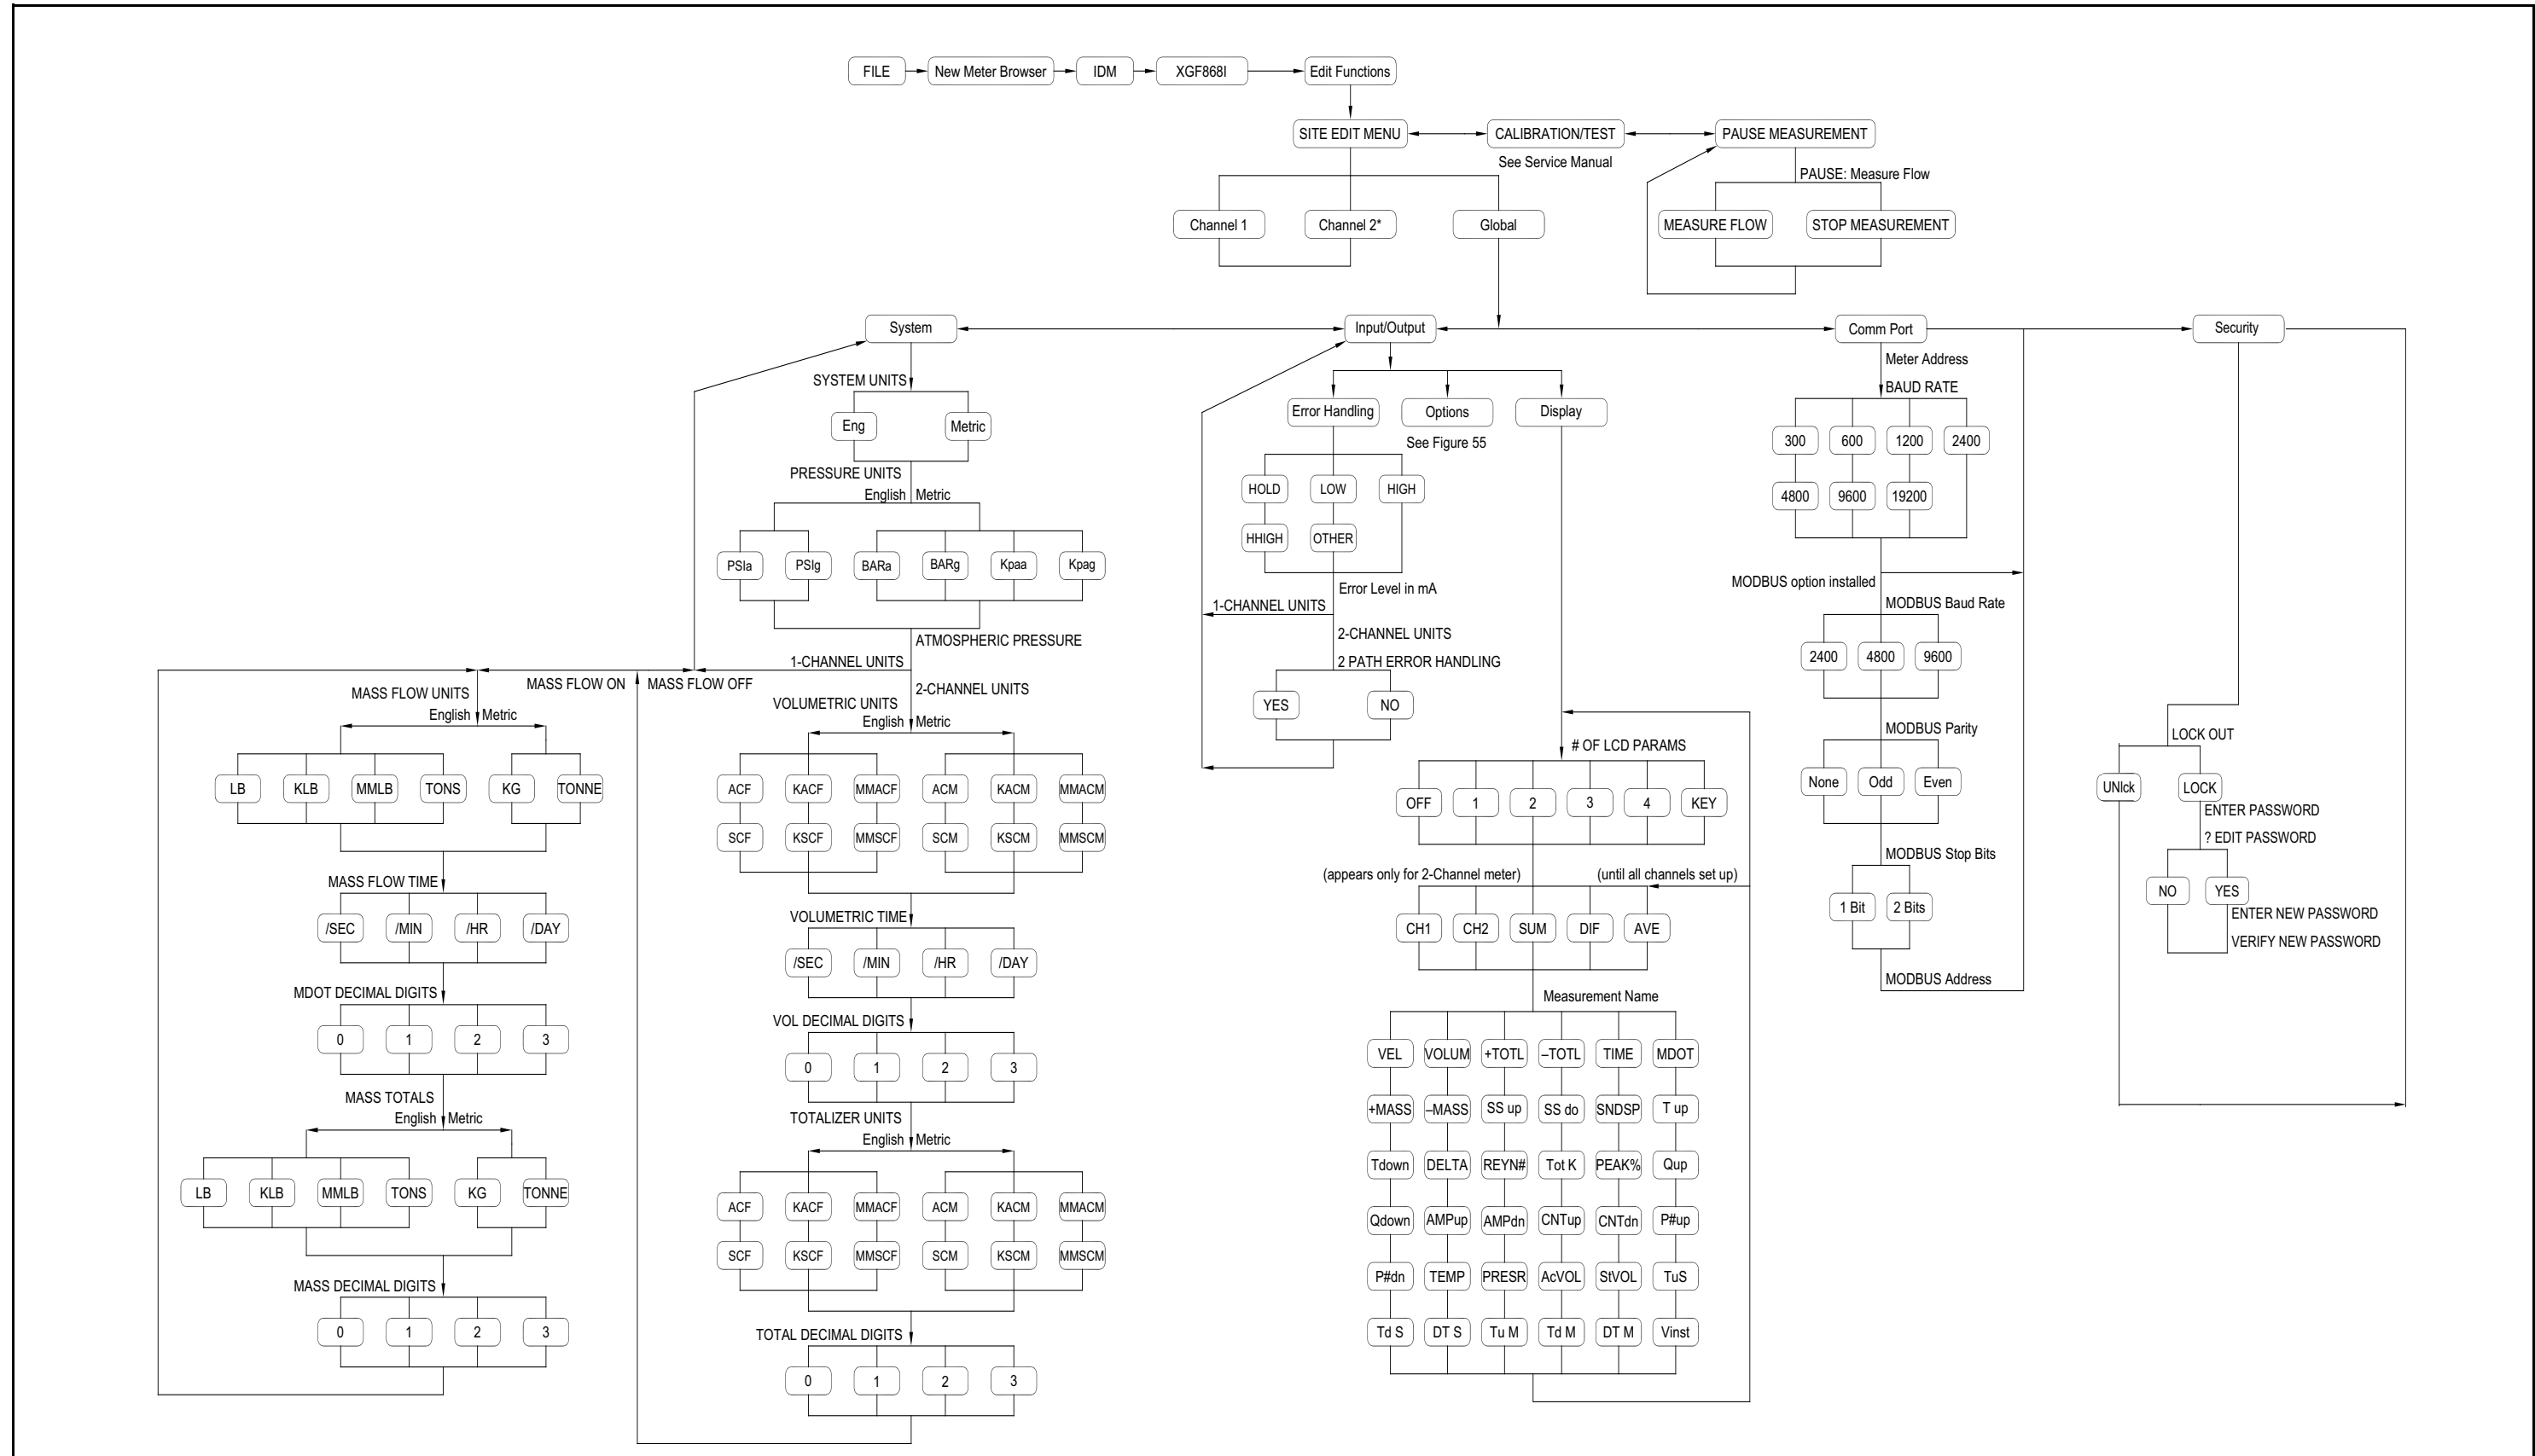 FILE
New Meter Browser
IDM
XGF868I
Edit Functions
SITE EDIT MENU
CALIBRATION/TEST
PAUSE MEASUREMENT
See Service Manual
PAUSE: Measure Flow
Channel 1
Channel 2*
Global
MEASURE FLOW
STOP MEASUREMENT
System
Input/Output
Comm Port
Security
SYSTEM UNITS
Eng
Metric
PRESSURE UNITS
English
Metric
PSIa
PSIg
BARa
BARg
Kpaa
Kpag
ATMOSPHERIC PRESSURE
1-CHANNEL UNITS
MASS FLOW ON
MASS FLOW OFF
2-CHANNEL UNITS
MASS FLOW UNITS
English
Metric
LB
KLB
MMLB
TONS
KG
TONNE
MASS FLOW TIME
/SEC
/MIN
/HR
/DAY
MDOT DECIMAL DIGITS
0
1
2
3
MASS TOTALS
English
Metric
LB
KLB
MMLB
TONS
KG
TONNE
MASS DECIMAL DIGITS
0
1
2
3
VOLUMETRIC UNITS
English
Metric
ACF
KACF
MMACF
ACM
KACM
MMACM
SCF
KSCF
MMSCF
SCM
KSCM
MMSCM
VOLUMETRIC TIME
/SEC
/MIN
/HR
/DAY
VOL DECIMAL DIGITS
0
1
2
3
TOTALIZER UNITS
English
Metric
ACF
KACF
MMACF
ACM
KACM
MMACM
SCF
KSCF
MMSCF
SCM
KSCM
MMSCM
TOTAL DECIMAL DIGITS
0
1
2
3
Error Handling
Options
Display
See Figure 55
HOLD
LOW
HIGH
HHIGH
OTHER
Error Level in mA
1-CHANNEL UNITS
2-CHANNEL UNITS
2 PATH ERROR HANDLING
YES
NO
# OF LCD PARAMS
OFF
1
2
3
4
KEY
(appears only for 2-Channel meter)
(until all channels set up)
CH1
CH2
SUM
DIF
AVE
Measurement Name
VEL
VOLUM
+TOTL
–TOTL
TIME
MDOT
+MASS
–MASS
SS up
SS do
SNDSP
T up
Tdown
DELTA
REYN#
Tot K
PEAK%
Qup
Qdown
AMPup
AMPdn
CNTup
CNTdn
P#up
P#dn
TEMP
PRESR
AcVOL
StVOL
TuS
Td S
DT S
Tu M
Td M
DT M
Vinst
Meter Address
BAUD RATE
300
600
1200
2400
4800
9600
19200
MODBUS option installed
MODBUS Baud Rate
2400
4800
9600
MODBUS Parity
None
Odd
Even
MODBUS Stop Bits
1 Bit
2 Bits
MODBUS Address
LOCK OUT
UNlck
LOCK
ENTER PASSWORD
? EDIT PASSWORD
NO
YES
ENTER NEW PASSWORD
VERIFY NEW PASSWORD